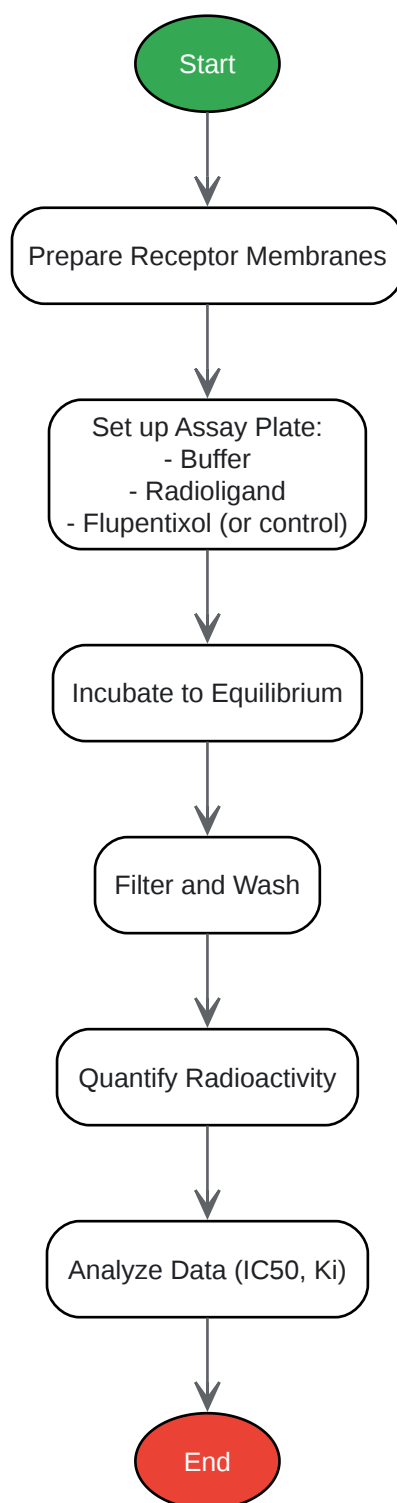 Start
Prepare Receptor Membranes
Set up Assay Plate:
- Buffer
- Radioligand
- Flupentixol (or control)
Incubate to Equilibrium
Filter and Wash
Quantify Radioactivity
Analyze Data (IC50, Ki)
End